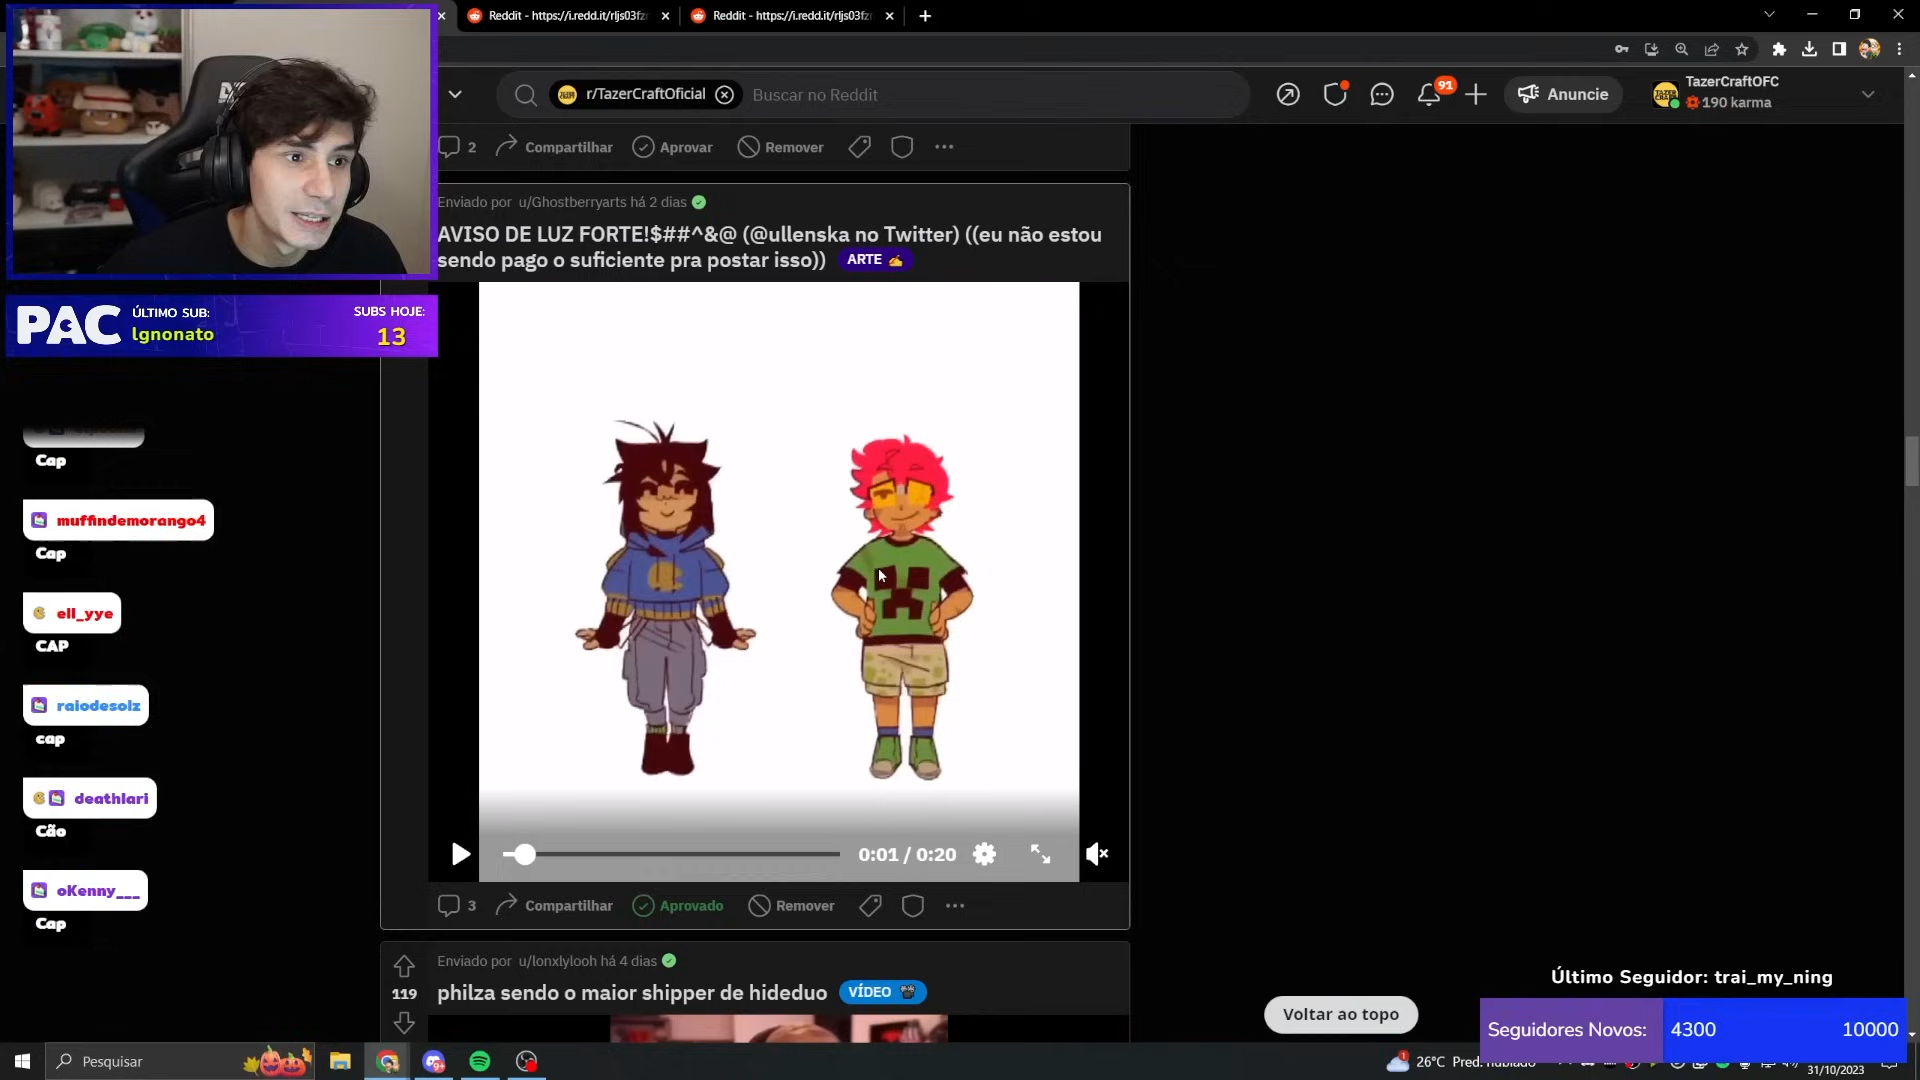 Reddit - https://i.redd.it/rljs03fz
Reddit - https://i.redd.it/rljs03fz
r/TazerCraftOficial
Buscar no Reddit
91
Anuncie
TazerCraftOFC
190 karma
2 Compartilhar Aprovar Remover
Enviado por u/Ghostberryarts há 2 dias
AVISO DE LUZ FORTE!$##^&@ (@ullenska no Twitter) ((eu não estou
sendo pago o suficiente pra postar isso)) ARTE
PAC
ÚLTIMO SUB:
lgnonato
SUBS HOJE:
13
Cap
muffindemorango4
Cap
ell_yye
CAP
raiodesolz
cap
deathlari
Cão
oKenny___
Cap
0:01 / 0:20
3 Compartilhar Aprovado Remover
Enviado por u/lonxlylooh há 4 dias
119
philza sendo o maior shipper de hideduo VÍDEO
Voltar ao topo
Último Seguidor: trai_my_ning
Seguidores Novos: 4300 10000
Pesquisar
26°C
31/10/2023